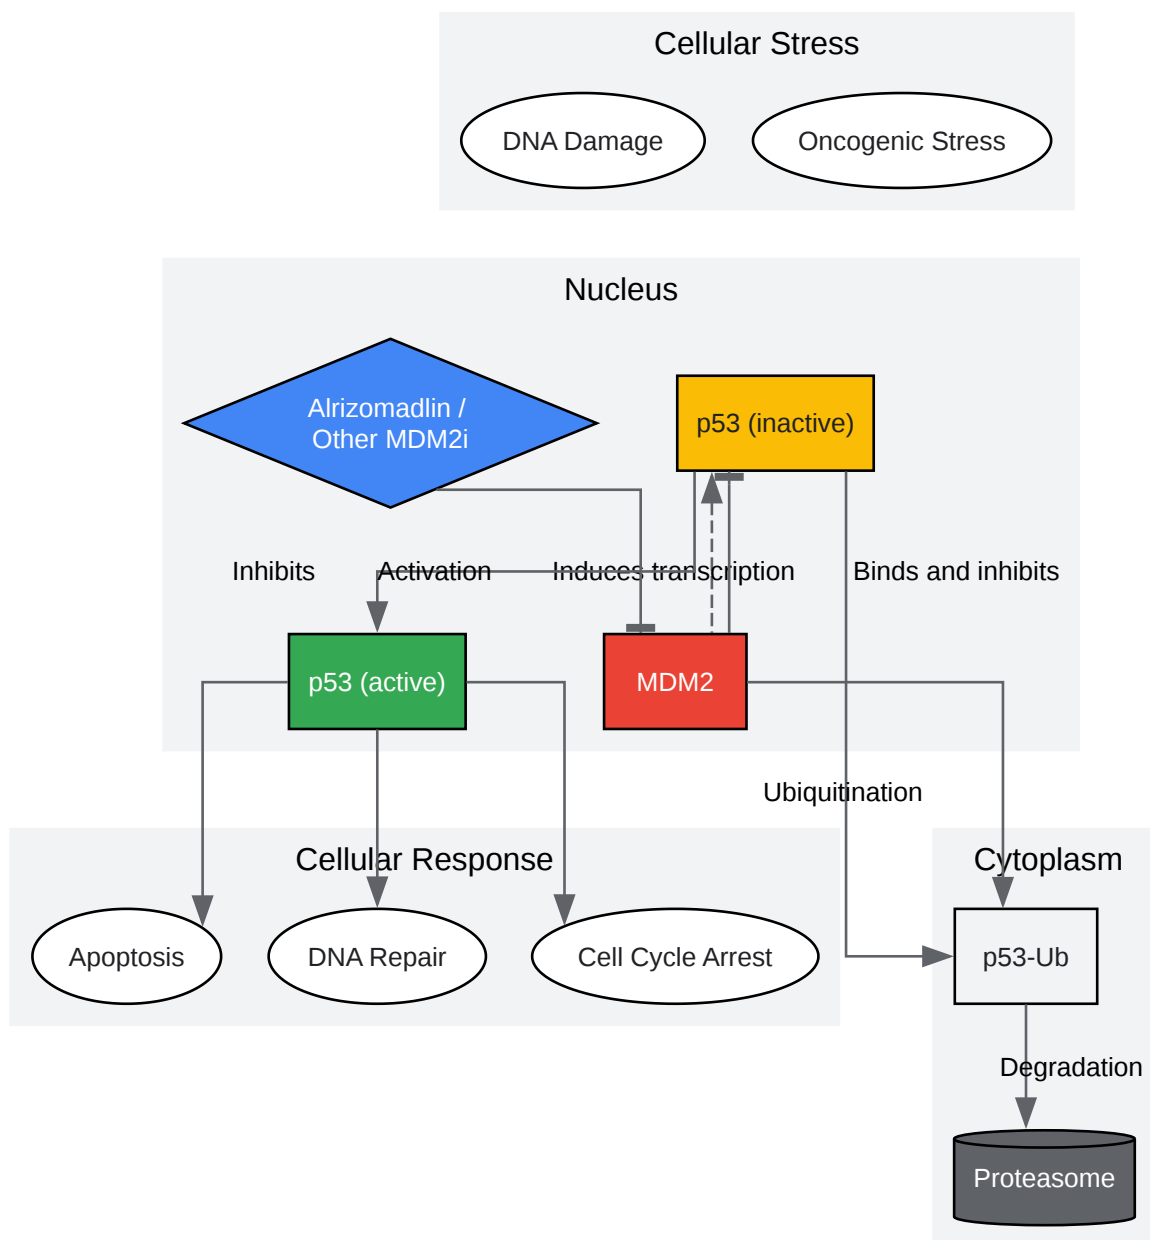 Cellular Stress
DNA Damage
Oncogenic Stress
Nucleus
Alrizomadlin /
Other MDM2i
p53 (inactive)
Inhibits
Activation
Induces transcription
Binds and inhibits
p53 (active)
MDM2
Ubiquitination
Cellular Response
Cytoplasm
Apoptosis
DNA Repair
Cell Cycle Arrest
p53-Ub
Degradation
Proteasome